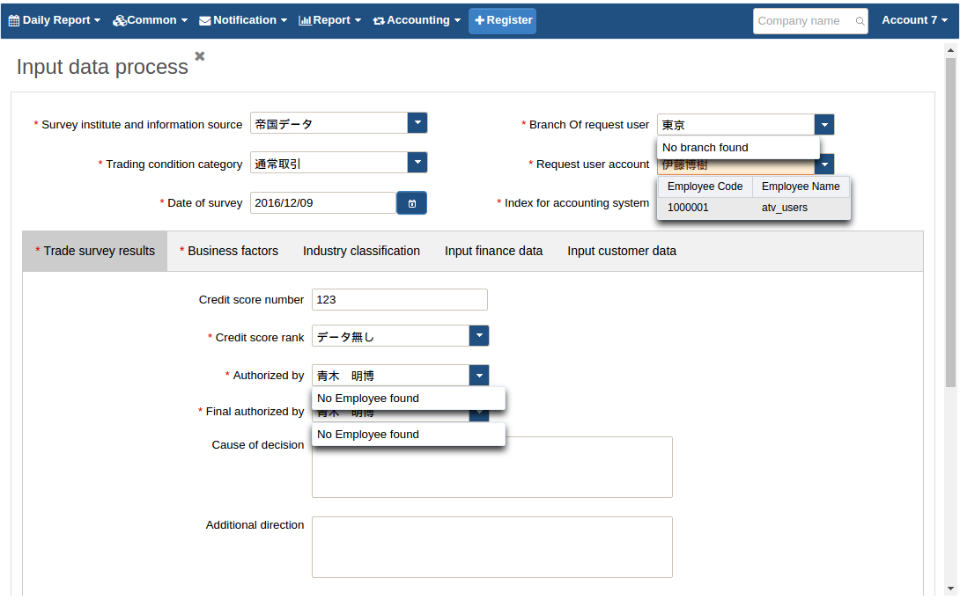 Daily Report Common Notification Report Accounting Register Company name Account 7
Input data process
* Survey institute and information source 帝国データ * Branch Of request user 東京
No branch found
* Trading condition category 通常取引 * Request user account 伊藤博樹
Employee Code Employee Name
* Date of survey 2016/12/09 * Index for accounting system 1000001 atv_users
* Trade survey results * Business factors Industry classification Input finance data Input customer data
Credit score number 123
* Credit score rank データ無し
* Authorized by 青木 明博
No Employee found
* Final authorized by 青木 明博
No Employee found
Cause of decision
Additional direction